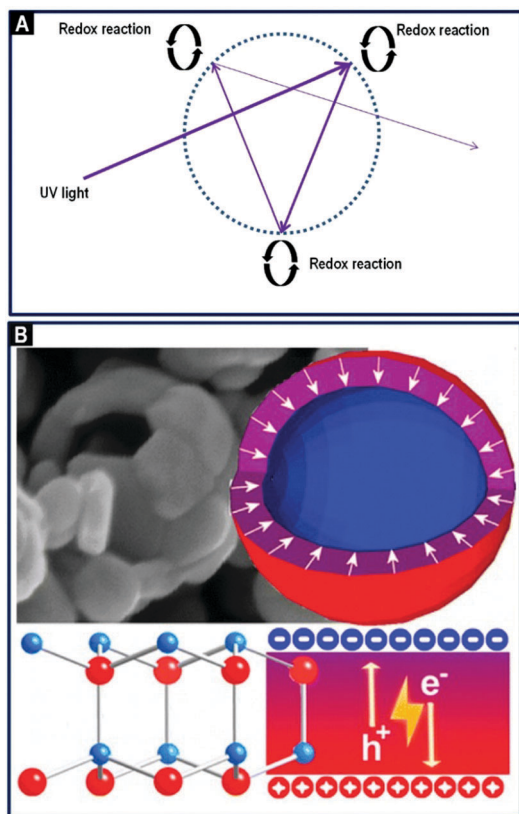 A
Redox reaction
Redox reaction
UV light
Redox reaction
B
e⁻
h⁺